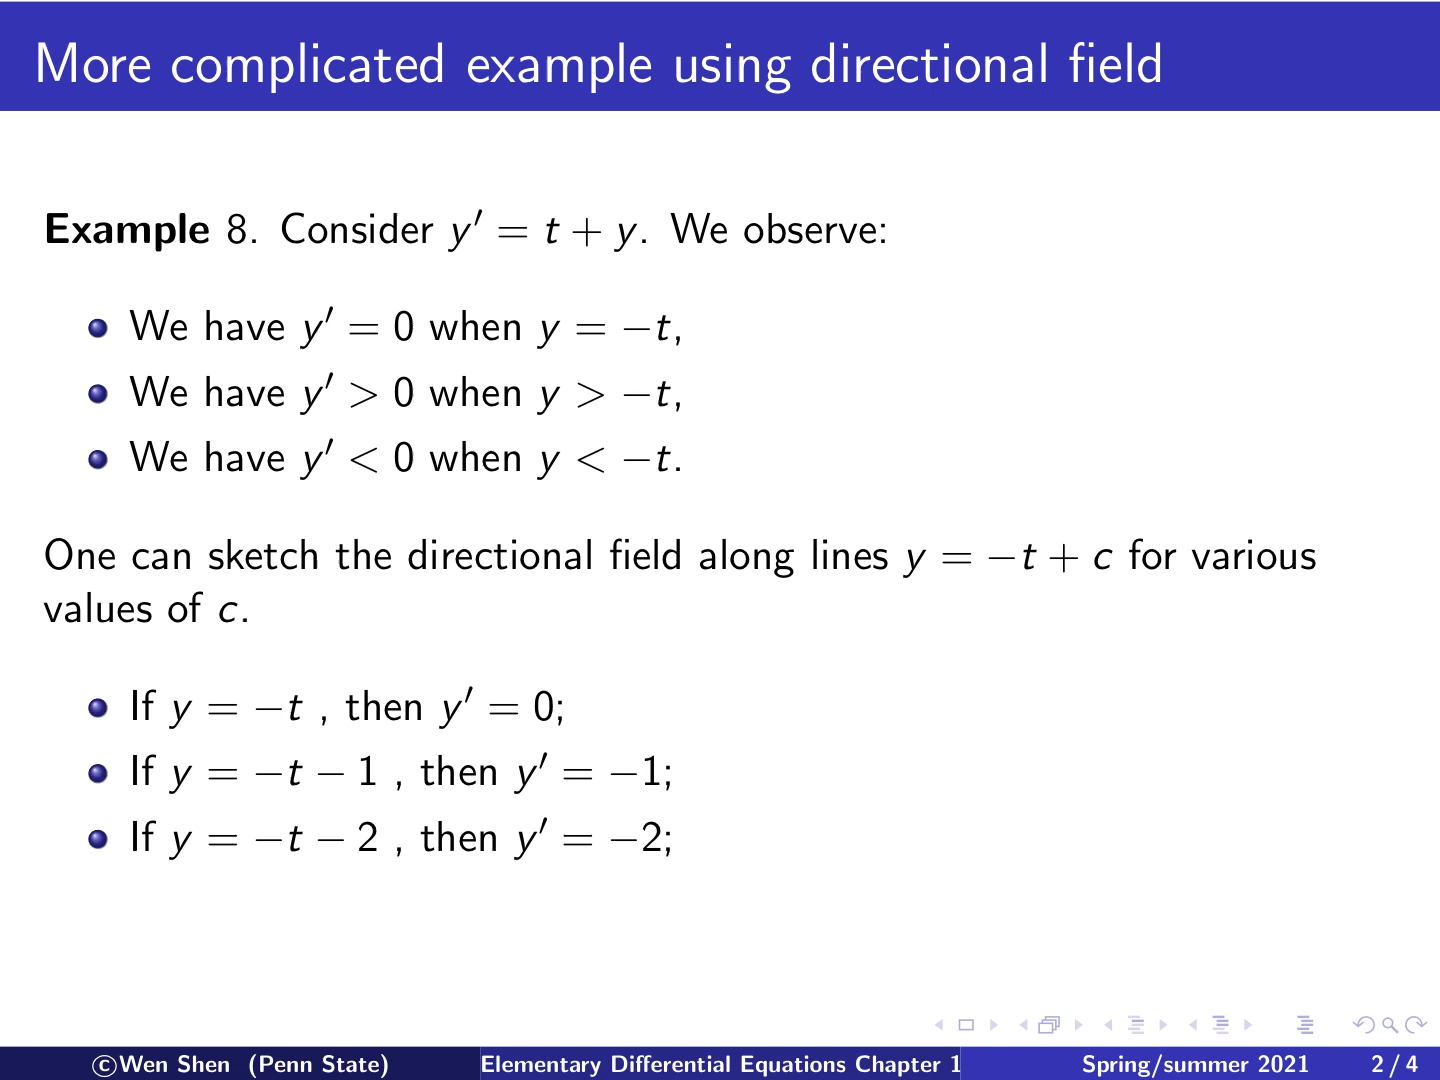 More complicated example using directional field
Example 8. Consider y′ = t + y. We observe:
We have y′ = 0 when y = −t,
We have y′ > 0 when y > −t,
We have y′ < 0 when y < −t.
One can sketch the directional field along lines y = −t + c for various
values of c.
If y = −t , then y′ = 0;
If y = −t − 1 , then y′ = −1;
If y = −t − 2 , then y′ = −2;
©Wen Shen (Penn State) Elementary Differential Equations Chapter 1 Spring/summer 2021 2 / 4